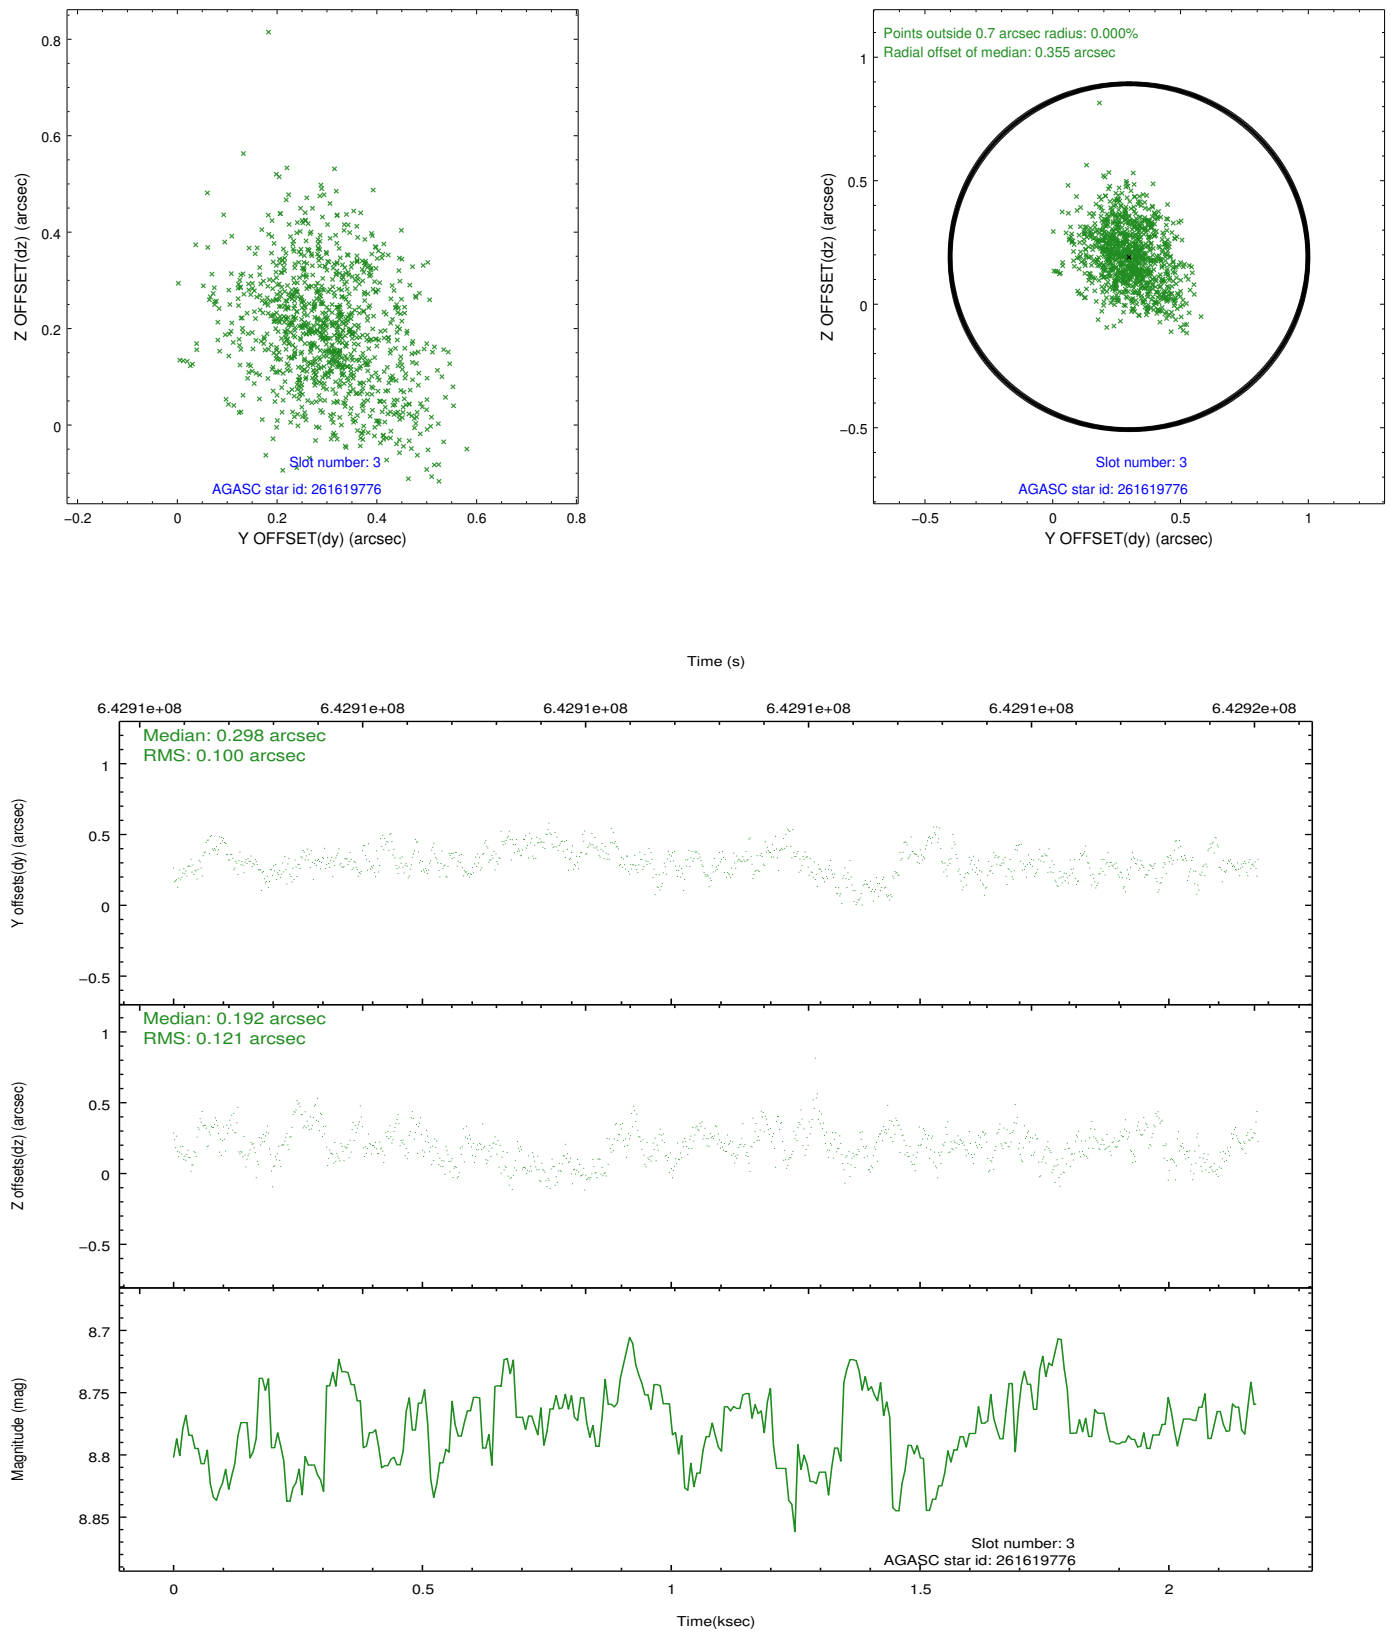 0.8
0.6
0.4
0.2
0
−0.2
0
0.2
0.4
0.6
0.8
Z OFFSET(dz) (arcsec)
Y OFFSET(dy) (arcsec)
Slot number: 3
AGASC star id: 261619776
Points outside 0.7 arcsec radius: 0.000%
Radial offset of median: 0.355 arcsec
1
0.5
0
−0.5
−0.5
0
0.5
1
Z OFFSET(dz) (arcsec)
Y OFFSET(dy) (arcsec)
Slot number: 3
AGASC star id: 261619776
Time (s)
6.4291e+08
6.4291e+08
6.4291e+08
6.4291e+08
6.4291e+08
6.4292e+08
Median: 0.298 arcsec
RMS: 0.100 arcsec
1
0.5
0
−0.5
Y offsets(dy) (arcsec)
Median: 0.192 arcsec
RMS: 0.121 arcsec
1
0.5
0
−0.5
Z offsets(dz) (arcsec)
8.7
8.75
8.8
8.85
Magnitude (mag)
Slot number: 3
AGASC star id: 261619776
0
0.5
1
1.5
2
Time(ksec)